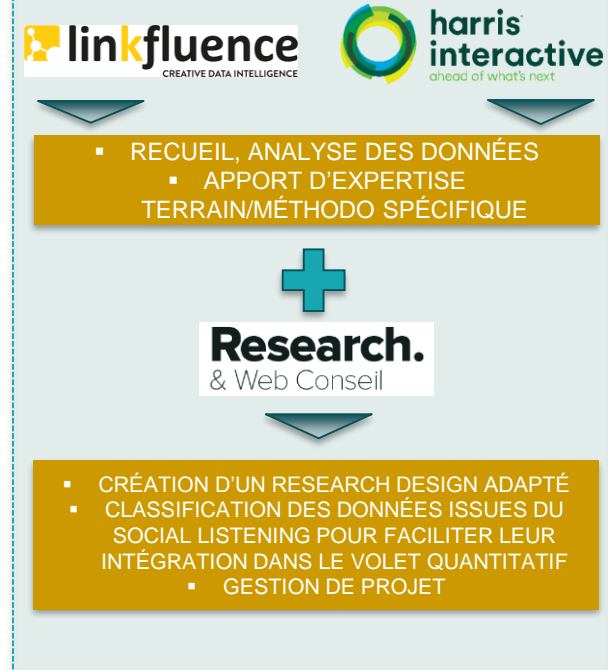 linkfluence
CREATIVE DATA INTELLIGENCE
harris
interactive
ahead of what's next
▪ RECUEIL, ANALYSE DES DONNÉES
▪ APPORT D'EXPERTISE
TERRAIN/MÉTHODO SPÉCIFIQUE
Research.
& Web Conseil
▪ CRÉATION D'UN RESEARCH DESIGN ADAPTÉ
▪ CLASSIFICATION DES DONNÉES ISSUES DU
SOCIAL LISTENING POUR FACILITER LEUR
INTÉGRATION DANS LE VOLET QUANTITATIF
▪ GESTION DE PROJET